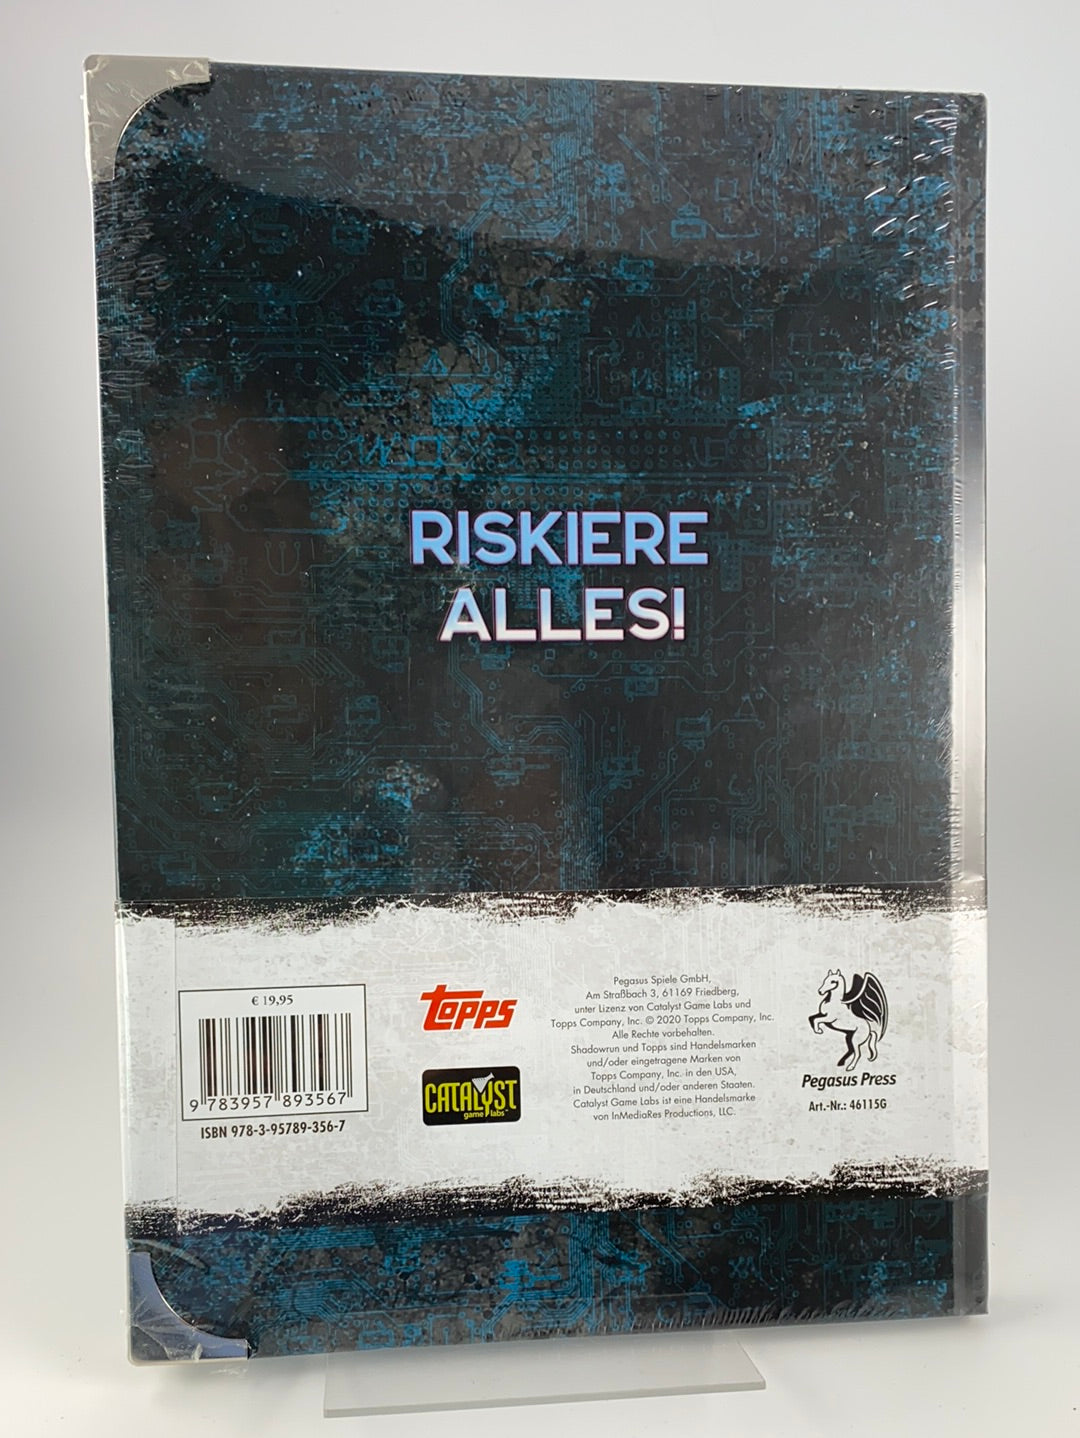 RISKIERE
ALLES!
€ 19,95
9 783957 893567
ISBN 978-3-95789-356-7
Topps
CATALYST
game labs™
Pegasus Spiele GmbH,
Am Straßbach 3, 61169 Friedberg,
unter Lizenz von Catalyst Game Labs und
Topps Company, Inc. © 2020 Topps Company, Inc.
Alle Rechte vorbehalten.
Shadowrun und Topps sind Handelsmarken
und/oder eingetragene Marken von
Topps Company, Inc. in den USA,
in Deutschland und/oder anderen Staaten.
Catalyst Game Labs ist eine Handelsmarke
von InMediaRes Productions, LLC.
Pegasus Press
Art.-Nr.: 46115G